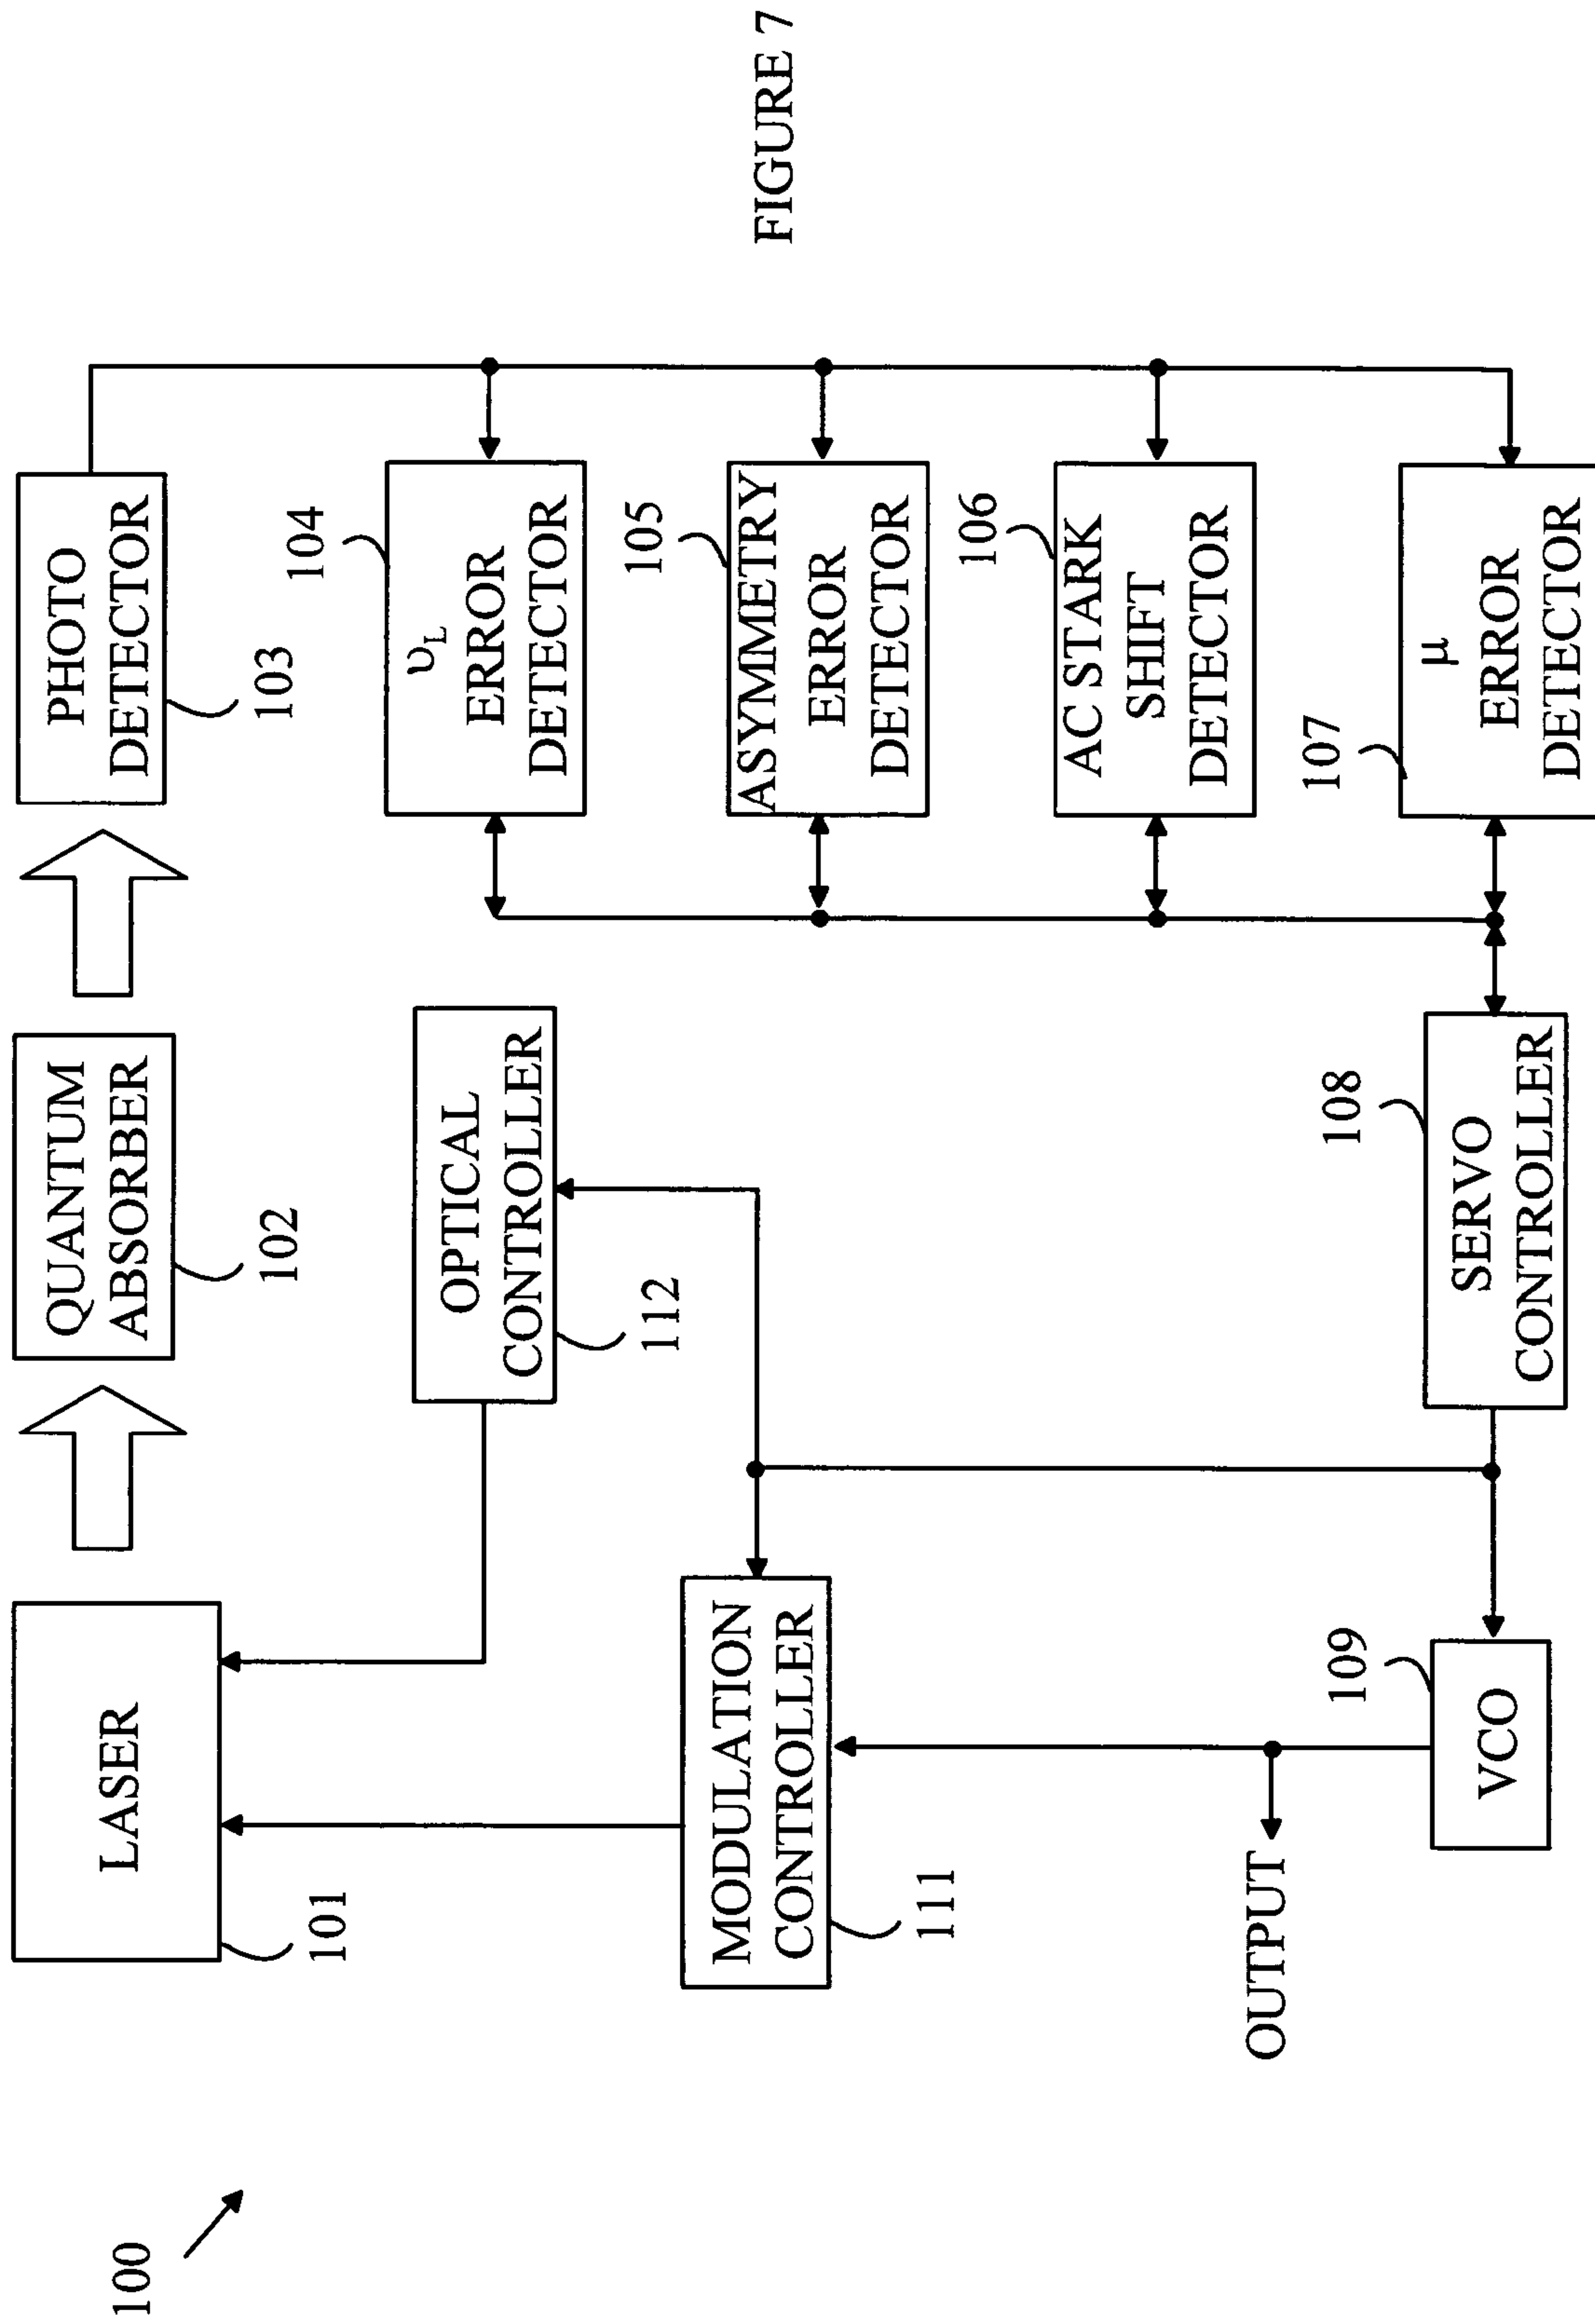 100
LASER
101
QUANTUM
ABSORBER
102
PHOTO
DETECTOR
103
OPTICAL
CONTROLLER
112
υL
ERROR
DETECTOR
104
MODULATION
CONTROLLER
111
ASYMMETRY
ERROR
DETECTOR
105
AC STARK
SHIFT
DETECTOR
106
OUTPUT
VCO
109
SERVO
CONTROLLER
108
μ
ERROR
DETECTOR
107
FIGURE 7